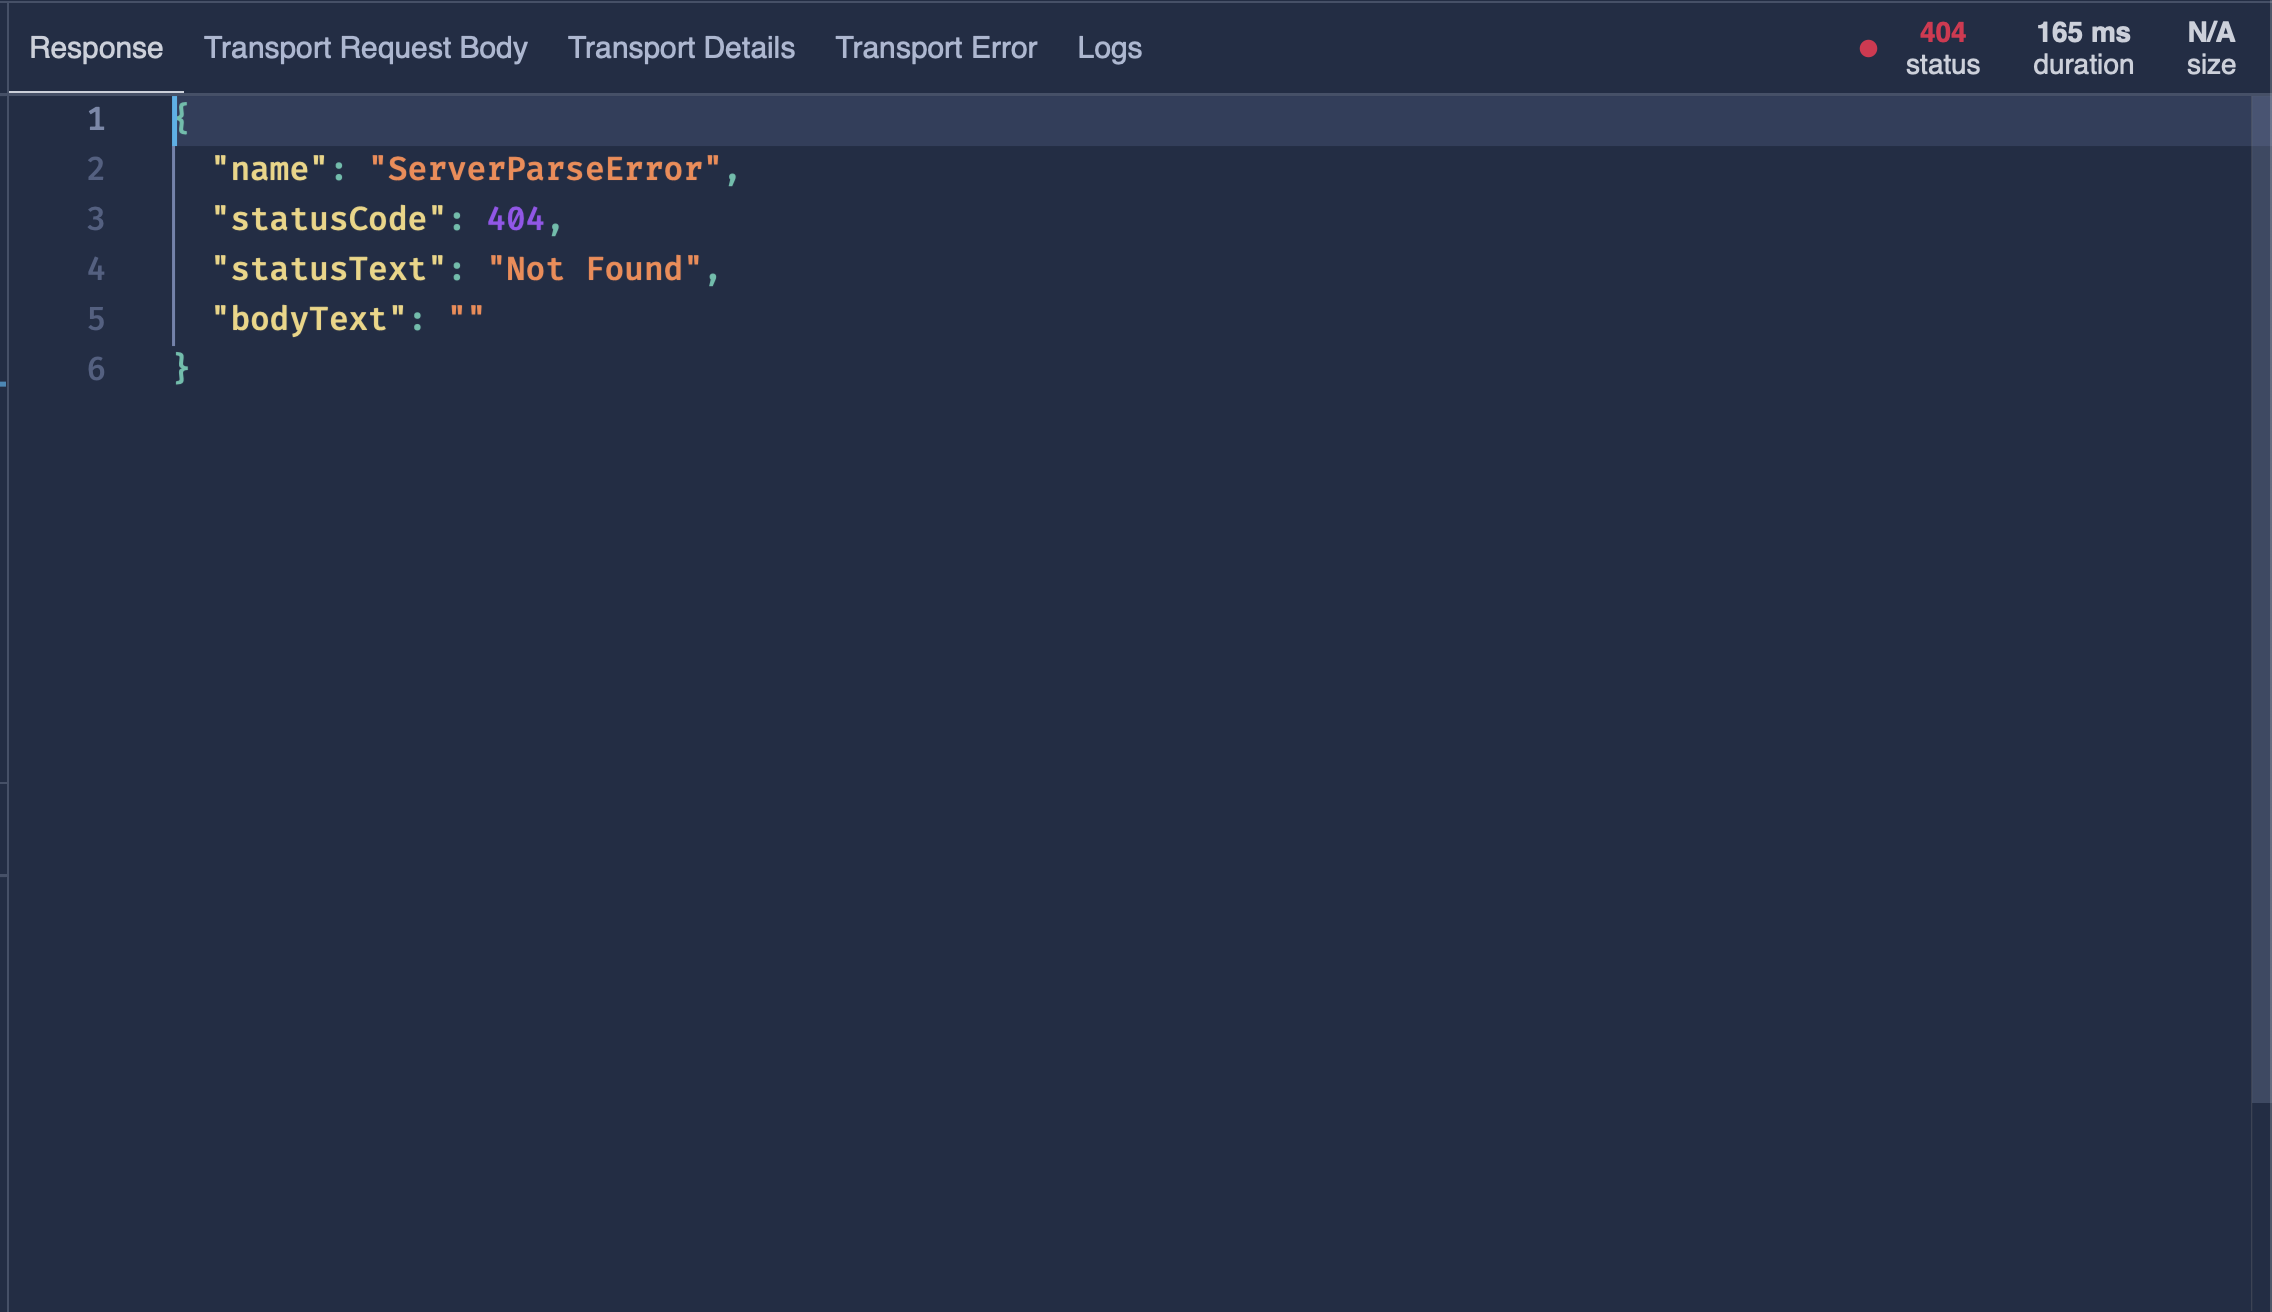 Response Transport Request Body Transport Details Transport Error Logs 404 165 ms N/A
status duration size
1 {
2 "name": "ServerParseError",
3 "statusCode": 404,
4 "statusText": "Not Found",
5 "bodyText": ""
6 }